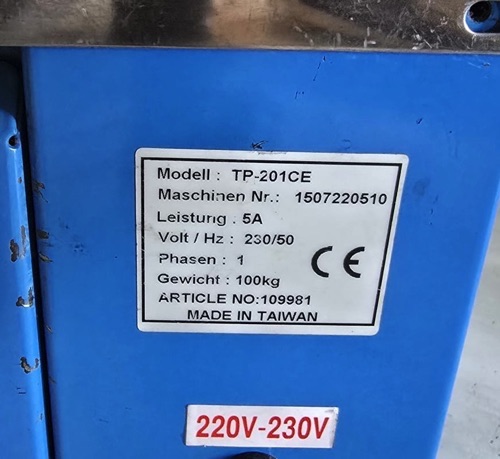 Modell : TP-201CE
Maschinen Nr.: 1507220510
Leistung : 5A
Volt / Hz : 230/50
Phasen : 1
Gewicht : 100kg
CE
ARTICLE NO:109981
MADE IN TAIWAN
220V-230V